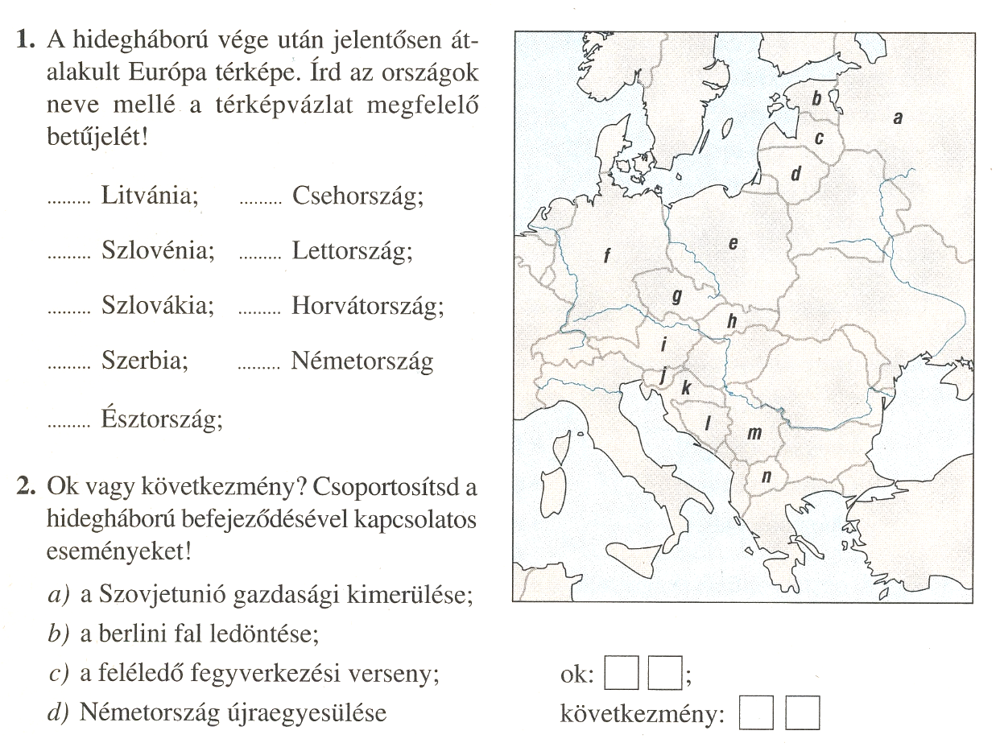 1. A hidegháború vége után jelentősen át-
alakult Európa térképe. Írd az országok
neve mellé a térképvázlat megfelelő
betűjelét!
......... Litvánia; ......... Csehország;
......... Szlovénia; ......... Lettország;
......... Szlovákia; ......... Horvátország;
......... Szerbia; ......... Németország
......... Észtország;
2. Ok vagy következmény? Csoportosítsd a
hidegháború befejeződésével kapcsolatos
eseményeket!
a) a Szovjetunió gazdasági kimerülése;
b) a berlini fal ledöntése;
c) a feléledő fegyverkezési verseny;
d) Németország újraegyesülése
b
a
c
d
e
f
g
h
i
j
k
l
m
n
ok: ;
következmény: